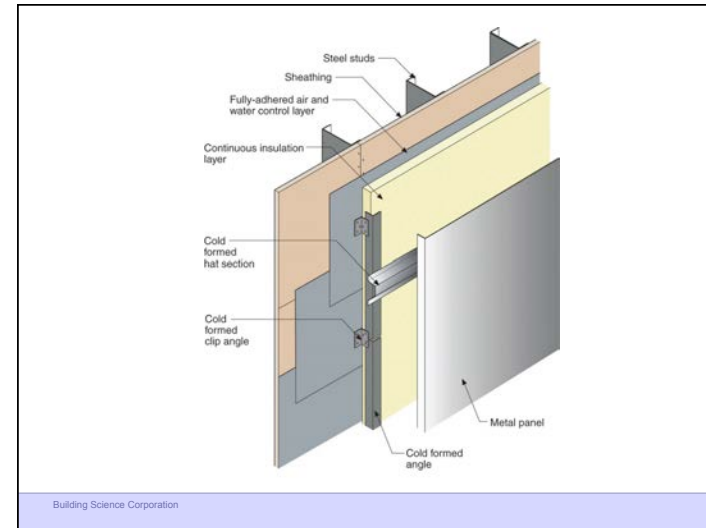 Steel studs
Sheathing
Fully-adhered air and
water control layer
Continuous insulation
layer
Cold
formed
hat section
Cold
formed
clip angle
Metal panel
Cold formed
angle
Building Science Corporation